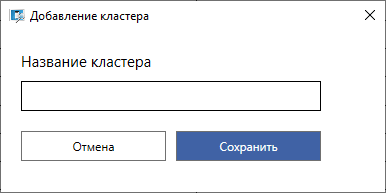 Добавление кластера
Название кластера
Отмена
Сохранить